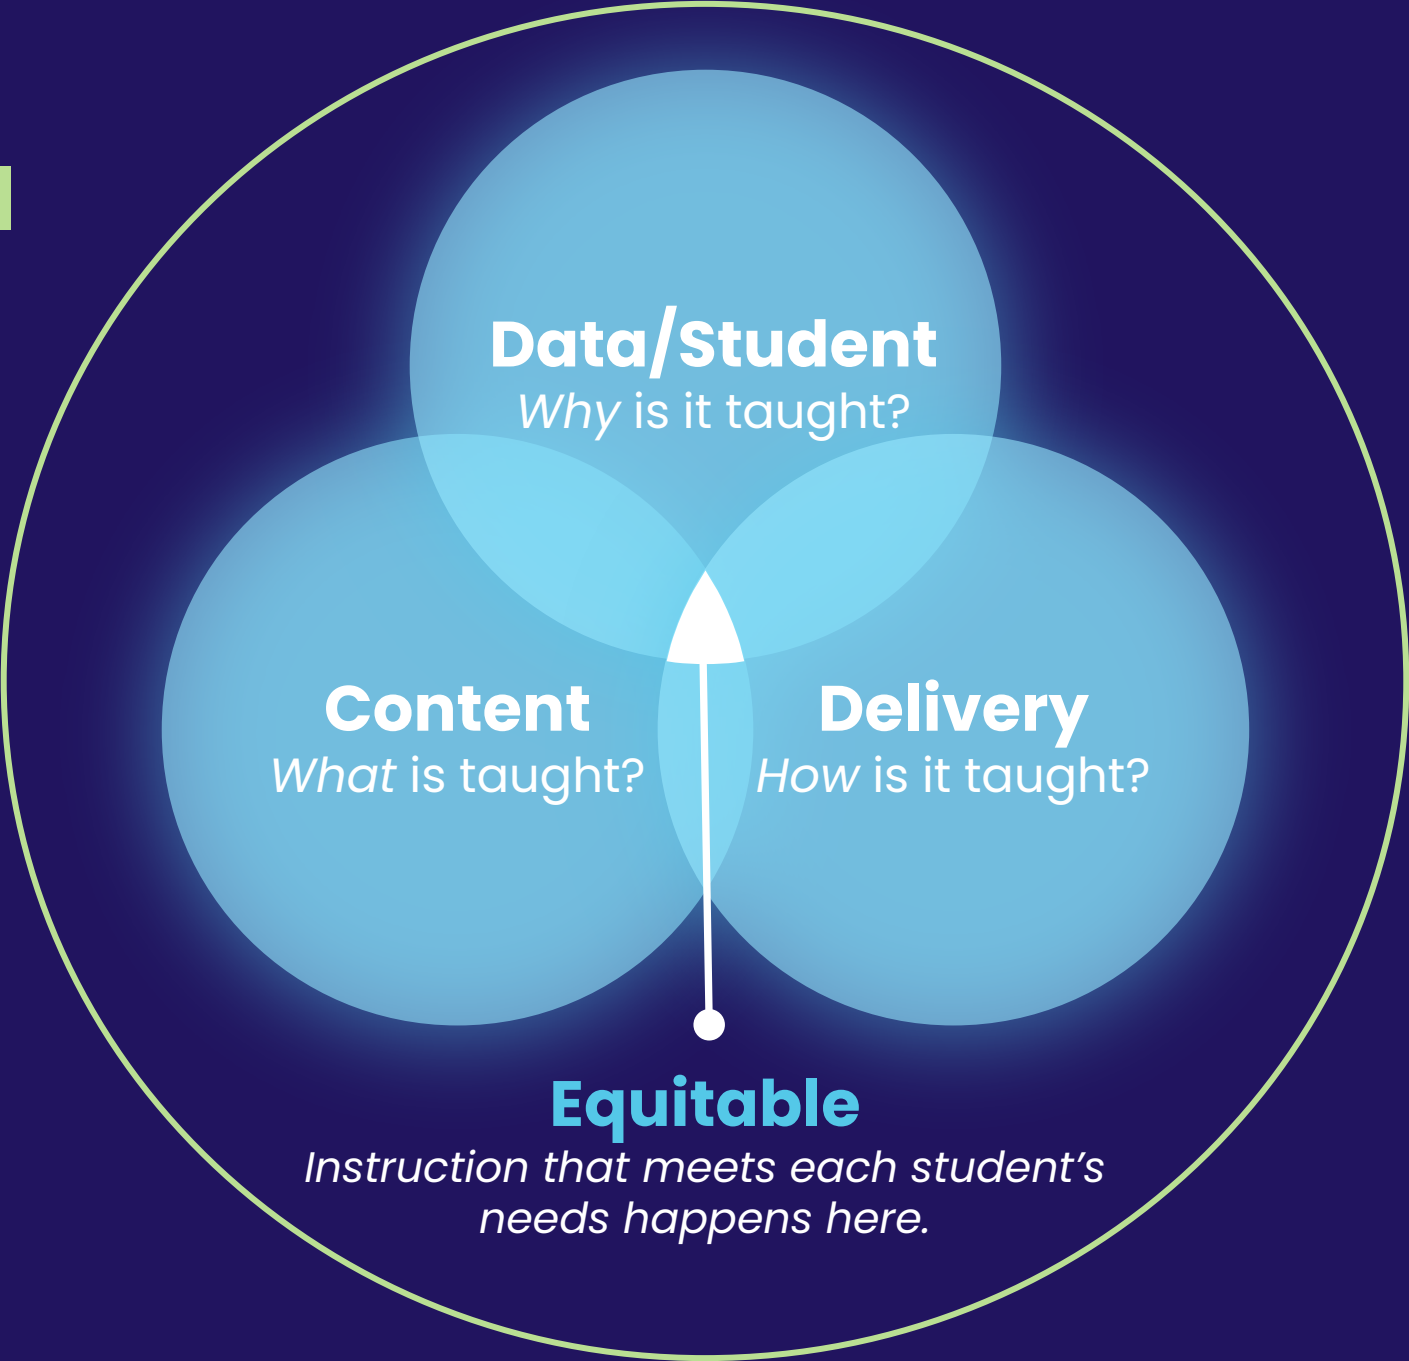 Data/Student
Why is it taught?
Content
What is taught?
Delivery
How is it taught?
Equitable
Instruction that meets each student’s
needs happens here.